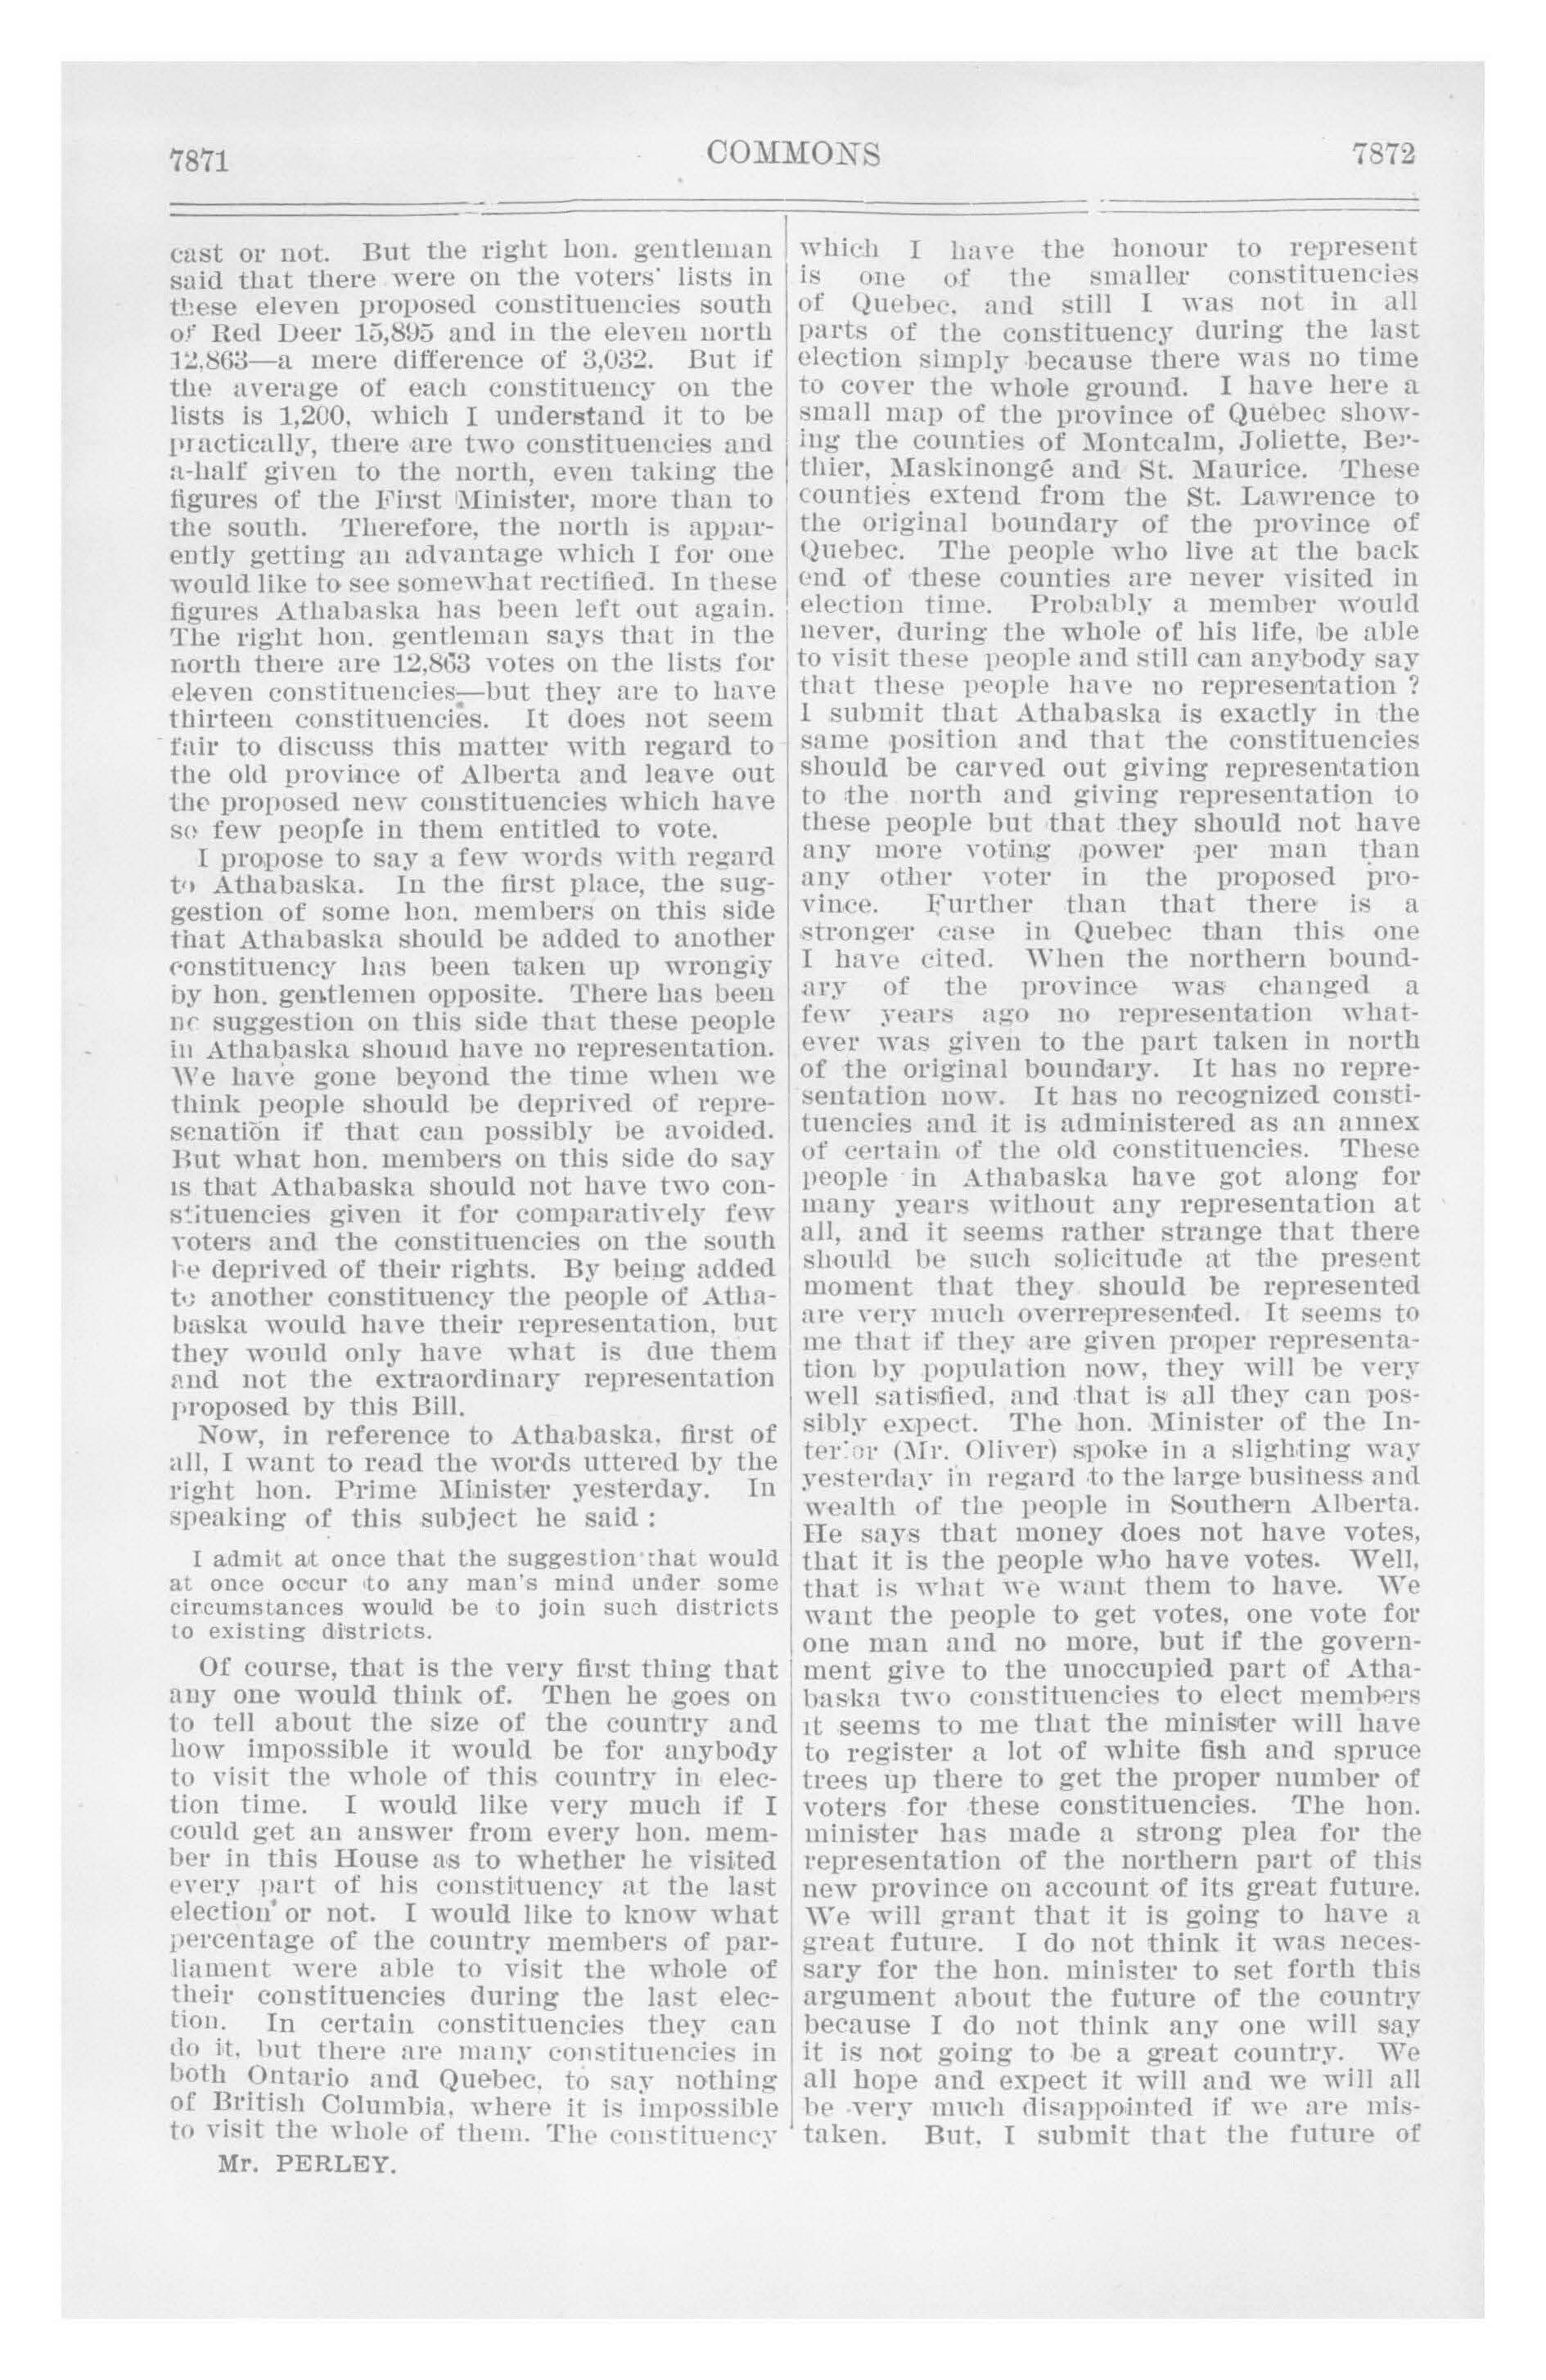 7871
COMMONS
7872
cast or not. But the right hon. gentleman
said that there were on the voters' lists in
these eleven proposed constituencies south
of Red Deer 15,895 and in the eleven north
12,863—a mere difference of 3,032. But if
the average of each constituency on the
lists is 1,200, which I understand it to be
practically, there are two constituencies and
a-half given to the north, even taking the
figures of the First Minister, more than to
the south. Therefore, the north is appar-
ently getting an advantage which I for one
would like to see somewhat rectified. In these
figures Athabaska has been left out again.
The right hon. gentleman says that in the
north there are 12,863 votes on the lists for
eleven constituencies—but they are to have
thirteen constituencies. It does not seem
fair to discuss this matter with regard to
the old province of Alberta and leave out
the proposed new constituencies which have
so few people in them entitled to vote.
I propose to say a few words with regard
to Athabaska. In the first place, the sug-
gestion of some hon. members on this side
that Athabaska should be added to another
constituency has been taken up wrongly
by hon. gentlemen opposite. There has been
no suggestion on this side that these people
in Athabaska should have no representation.
We have gone beyond the time when we
think people should be deprived of repre-
senation if that can possibly be avoided.
But what hon. members on this side do say
is that Athabaska should not have two con-
stituencies given it for comparatively few
voters and the constituencies on the south
be deprived of their rights. By being added
to another constituency the people of Atha-
baska would have their representation, but
they would only have what is due them
and not the extraordinary representation
proposed by this Bill.
Now, in reference to Athabaska, first of
all, I want to read the words uttered by the
right hon. Prime Minister yesterday. In
speaking of this subject he said :
I admit at once that the suggestion that would
at once occur to any man's mind under some
circumstances would be to join such districts
to existing districts.
Of course, that is the very first thing that
any one would think of. Then he goes on
to tell about the size of the country and
how impossible it would be for anybody
to visit the whole of this country in elec-
tion time. I would like very much if I
could get an answer from every hon. mem-
ber in this House as to whether he visited
every part of his constituency at the last
election or not. I would like to know what
percentage of the country members of par-
liament were able to visit the whole of
their constituencies during the last elec-
tion. In certain constituencies they can
do it, but there are many constituencies in
both Ontario and Quebec, to say nothing
of British Columbia, where it is impossible
to visit the whole of them. The constituency
Mr. PERLEY.
which I have the honour to represent
is one of the smaller constituencies
of Quebec, and still I was not in all
parts of the constituency during the last
election simply because there was no time
to cover the whole ground. I have here a
small map of the province of Quebec show-
ing the counties of Montcalm, Joliette, Ber-
thier, Maskinongé and St. Maurice. These
counties extend from the St. Lawrence to
the original boundary of the province of
Quebec. The people who live at the back
end of these counties are never visited in
election time. Probably a member would
never, during the whole of his life, be able
to visit these people and still can anybody say
that these people have no representation ?
I submit that Athabaska is exactly in the
same position and that the constituencies
should be carved out giving representation
to the north and giving representation to
these people but that they should not have
any more voting power per man than
any other voter in the proposed pro-
vince. Further than that there is a
stronger case in Quebec than this one
I have cited. When the northern bound-
ary of the province was changed a
few years ago no representation what-
ever was given to the part taken in north
of the original boundary. It has no repre-
sentation now. It has no recognized consti-
tuencies and it is administered as an annex
of certain of the old constituencies. These
people in Athabaska have got along for
many years without any representation at
all, and it seems rather strange that there
should be such solicitude at the present
moment that they should be represented
are very much overrepresented. It seems to
me that if they are given proper representa-
tion by population now, they will be very
well satisfied, and that is all they can pos-
sibly expect. The hon. Minister of the In-
terior (Mr. Oliver) spoke in a slighting way
yesterday in regard to the large business and
wealth of the people in Southern Alberta.
He says that money does not have votes,
that it is the people who have votes. Well,
that is what we want them to have. We
want the people to get votes, one vote for
one man and no more, but if the govern-
ment give to the unoccupied part of Atha-
baska two constituencies to elect members
it seems to me that the minister will have
to register a lot of white fish and spruce
trees up there to get the proper number of
voters for these constituencies. The hon.
minister has made a strong plea for the
representation of the northern part of this
new province on account of its great future.
We will grant that it is going to have a
great future. I do not think it was neces-
sary for the hon. minister to set forth this
argument about the future of the country
because I do not think any one will say
it is not going to be a great country. We
all hope and expect it will and we will all
be very much disappointed if we are mis-
taken. But, I submit that the future of